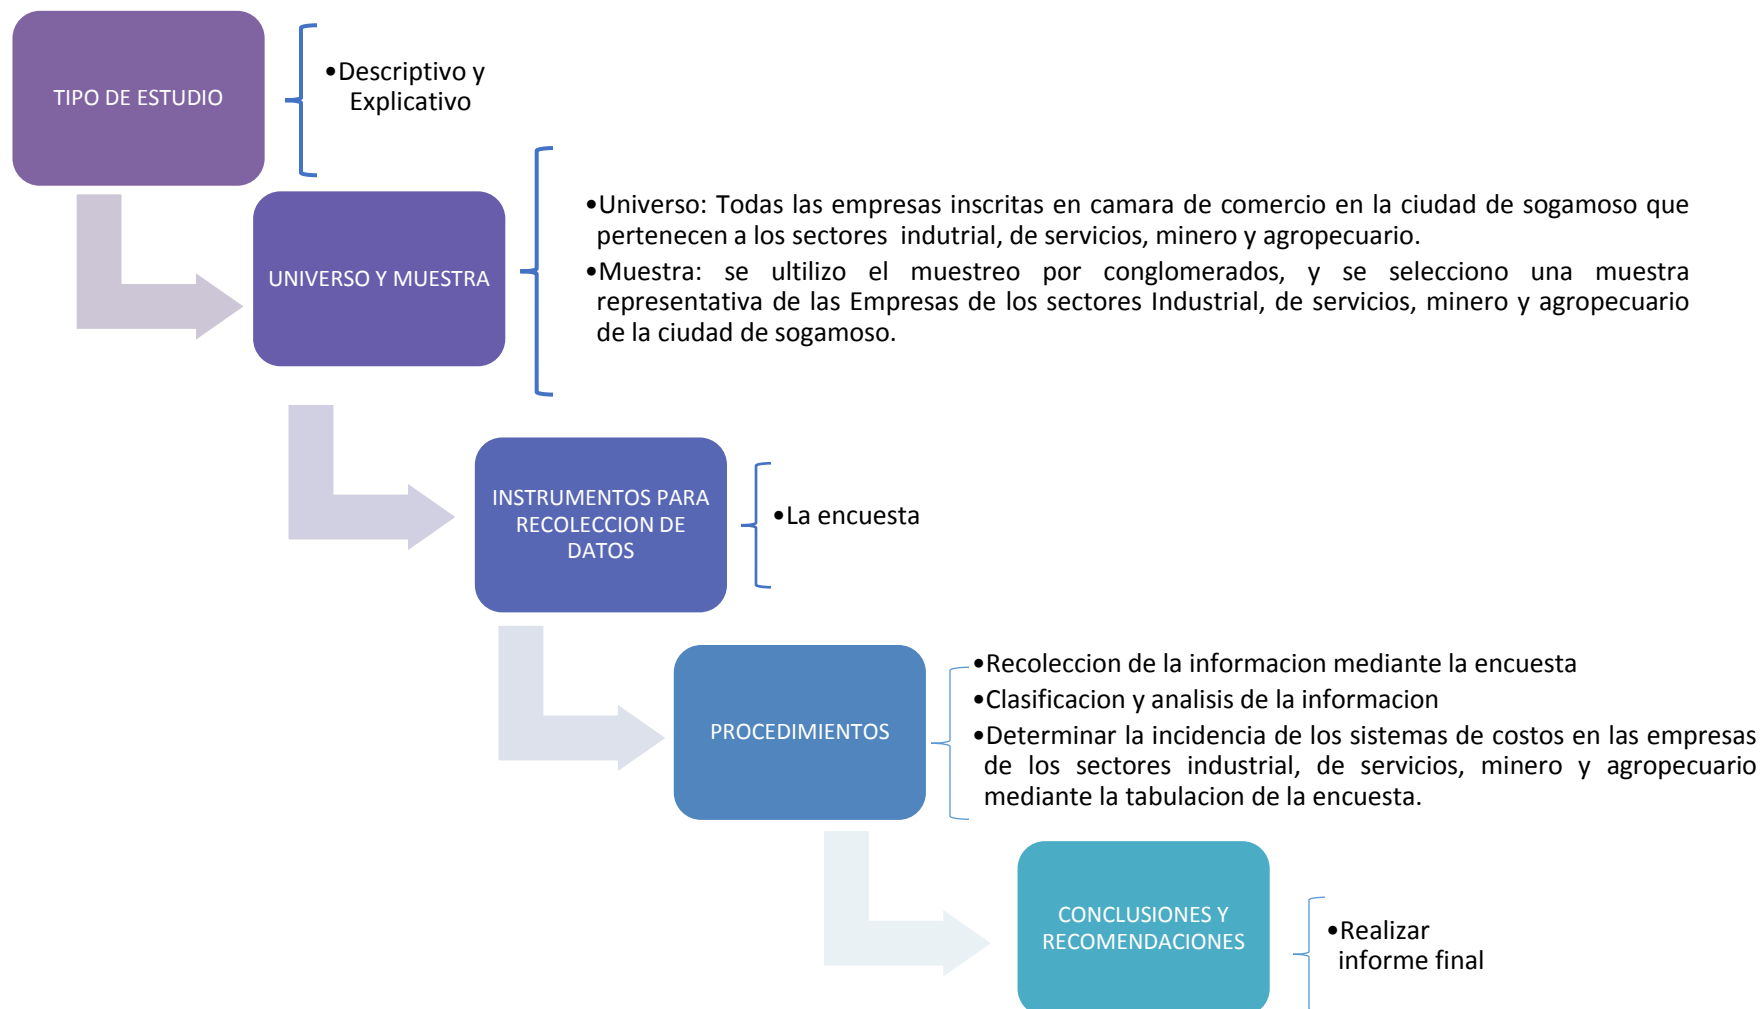 TIPO DE ESTUDIO
•Descriptivo y
Explicativo
UNIVERSO Y MUESTRA
•Universo: Todas las empresas inscritas en camara de comercio en la ciudad de sogamoso que
pertenecen a los sectores indutrial, de servicios, minero y agropecuario.
•Muestra: se ultilizo el muestreo por conglomerados, y se selecciono una muestra
representativa de las Empresas de los sectores Industrial, de servicios, minero y agropecuario
de la ciudad de sogamoso.
INSTRUMENTOS PARA
RECOLECCION DE
DATOS
•La encuesta
PROCEDIMIENTOS
•Recoleccion de la informacion mediante la encuesta
•Clasificacion y analisis de la informacion
•Determinar la incidencia de los sistemas de costos en las empresas
de los sectores industrial, de servicios, minero y agropecuario
mediante la tabulacion de la encuesta.
CONCLUSIONES Y
RECOMENDACIONES
•Realizar
informe final